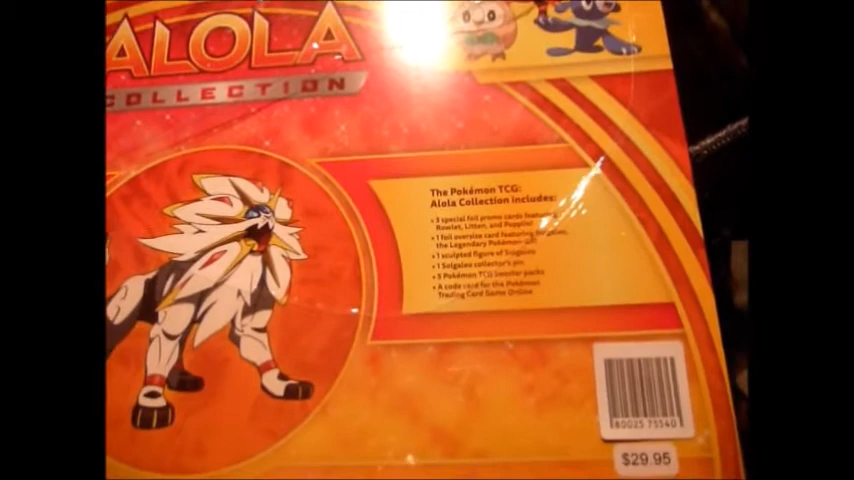 ALOLA
COLLECTION
The Pokémon TCG:
Alola Collection includes:
• 3 special foil promo cards featuring
Rowlet, Litten, and Popplio!
• 1 foil oversize card featuring Solgaleo,
the Legendary Pokémon-
• 1 sculpted figure of Solgaleo
• 1 Solgaleo collector's pin
• 5 Pokémon TCG booster packs
• A code card for the Pokémon
Trading Card Game Online
80025 75540
$29.95